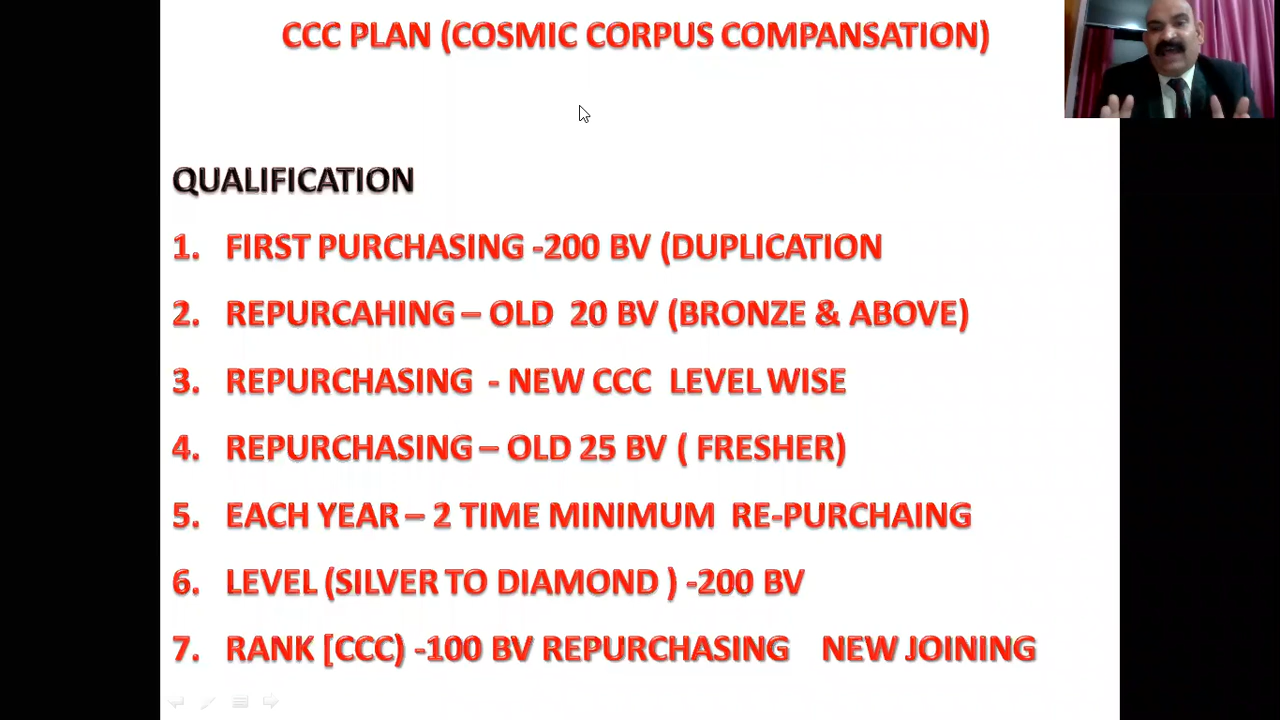 CCC PLAN (COSMIC CORPUS COMPANSATION)
QUALIFICATION
1. FIRST PURCHASING -200 BV (DUPLICATION
2. REPURCAHING – OLD 20 BV (BRONZE & ABOVE)
3. REPURCHASING - NEW CCC LEVEL WISE
4. REPURCHASING – OLD 25 BV ( FRESHER)
5. EACH YEAR – 2 TIME MINIMUM RE-PURCHAING
6. LEVEL (SILVER TO DIAMOND ) -200 BV
7. RANK [CCC) -100 BV REPURCHASING NEW JOINING